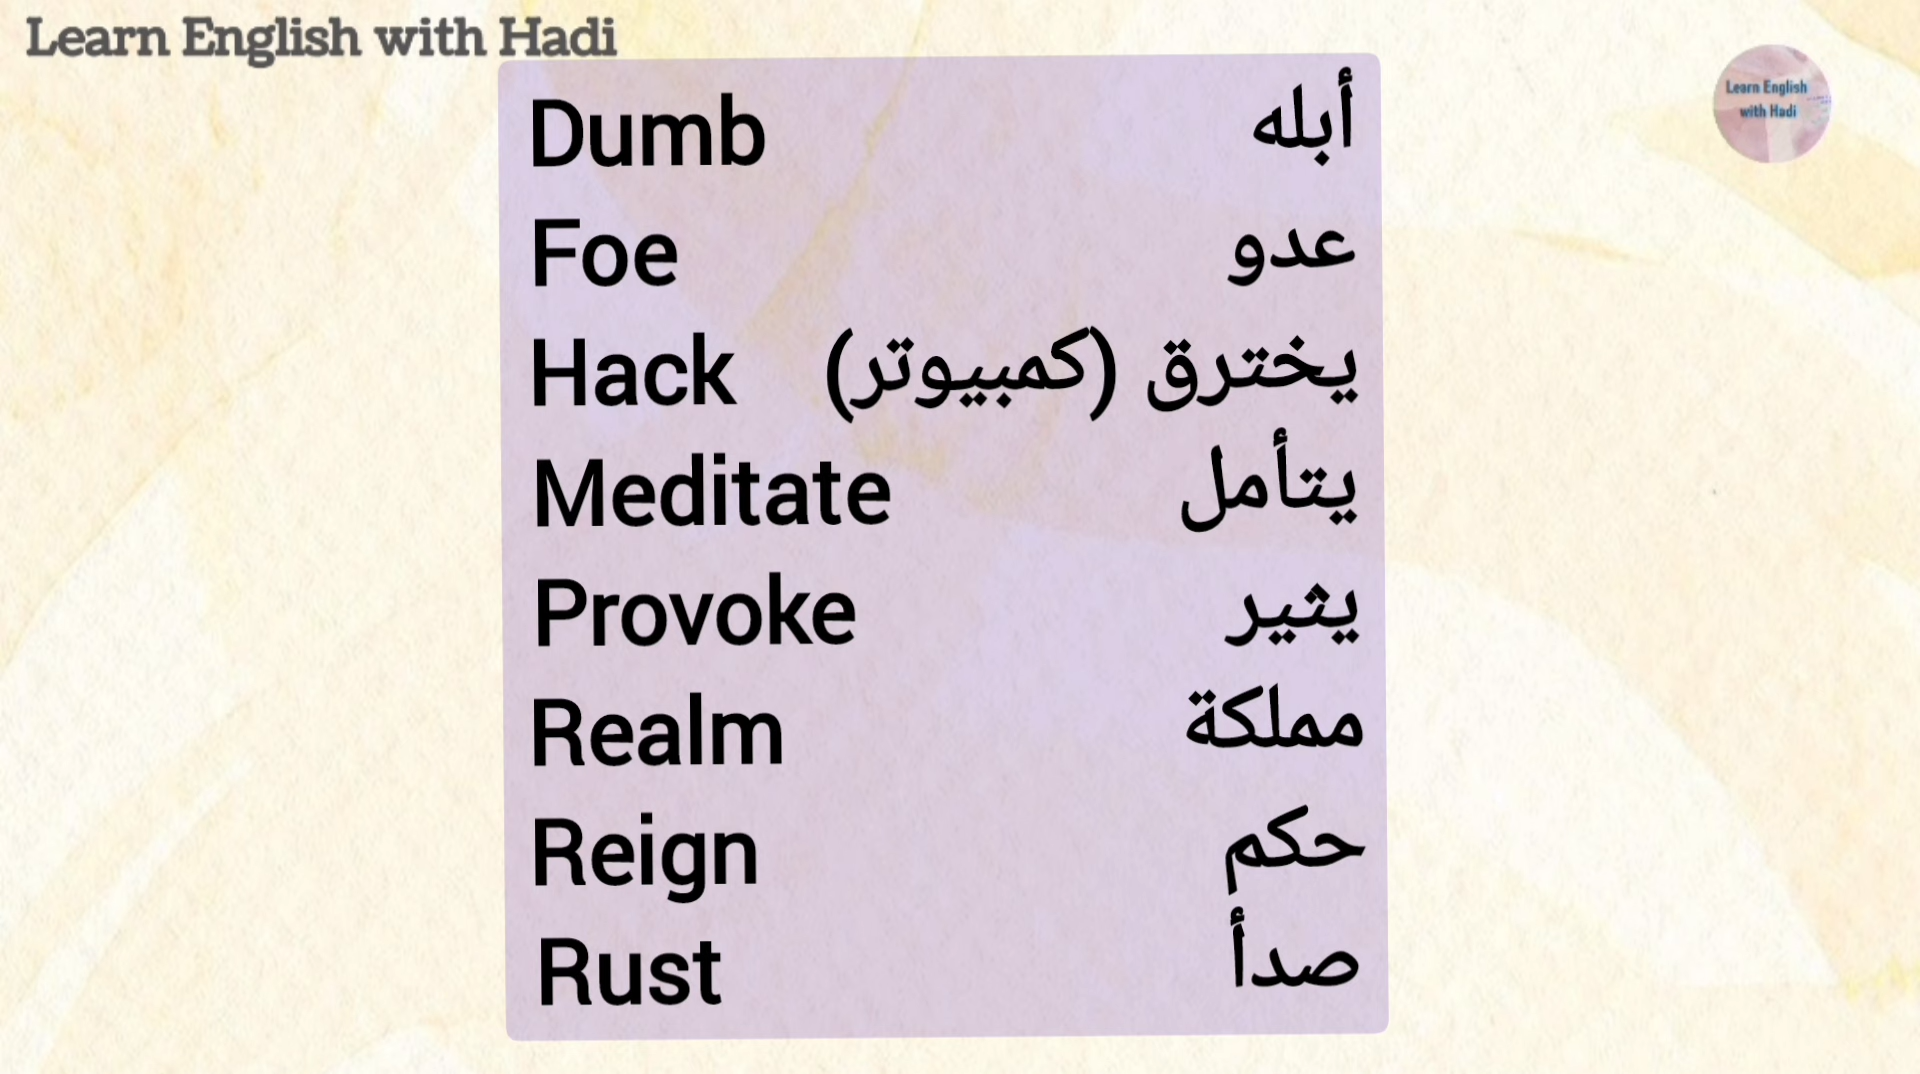 Learn English with Hadi
Learn English
with Hadi
Dumb أبله
Foe عدو
Hack يخترق (كمبيوتر)
Meditate يتأمل
Provoke يثير
Realm مملكة
Reign حكم
Rust صدأ